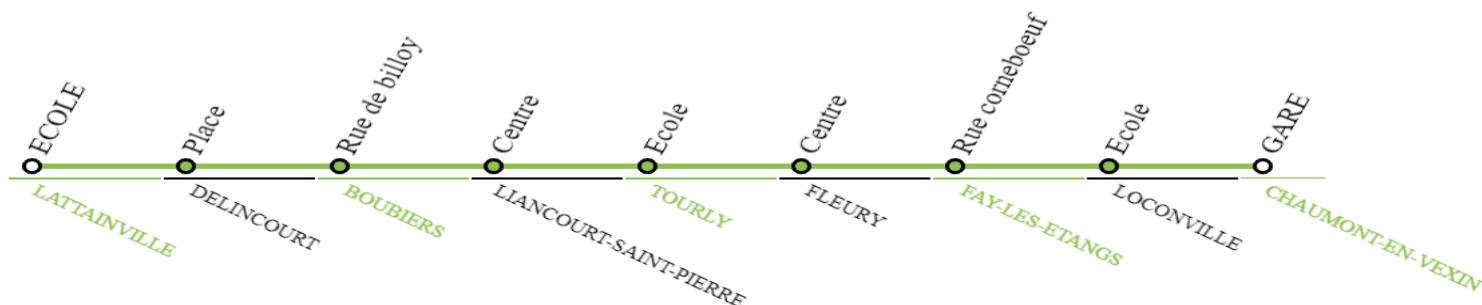 ECOLE
Place
Rue de billoy
Centre
Ecole
Centre
Rue corneboeuf
Ecole
GARE
LATTAINVILLE
DELINCOURT
BOUBIERS
LIANCOURT-SAINT-PIERRE
TOURLY
FLEURY
FAY-LES-ETANGS
LOCONVILLE
CHAUMONT-EN-VEXIN